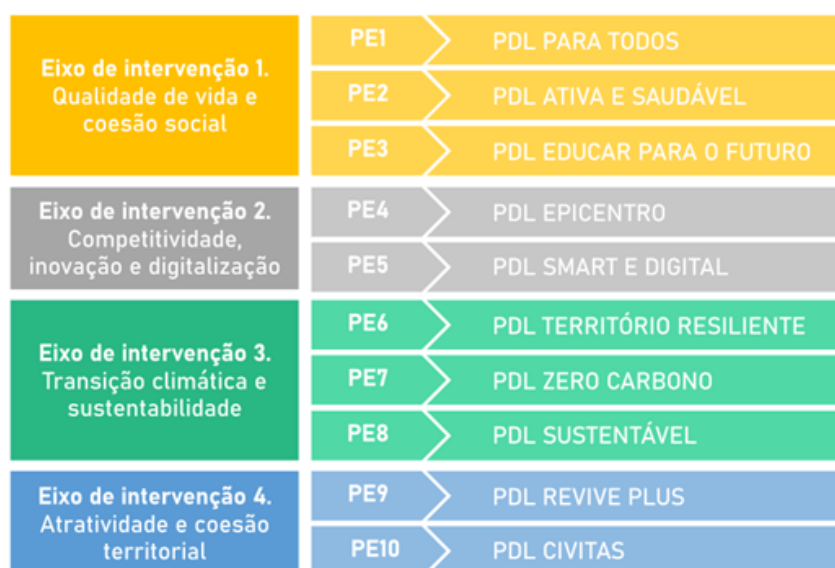 Eixo de intervenção 1.
Qualidade de vida e
coesão social
PE1 PDL PARA TODOS
PE2 PDL ATIVA E SAUDÁVEL
PE3 PDL EDUCAR PARA O FUTURO
Eixo de intervenção 2.
Competitividade,
inovação e digitalização
PE4 PDL EPICENTRO
PE5 PDL SMART E DIGITAL
Eixo de intervenção 3.
Transição climática e
sustentabilidade
PE6 PDL TERRITÓRIO RESILIENTE
PE7 PDL ZERO CARBONO
PE8 PDL SUSTENTÁVEL
Eixo de intervenção 4.
Atratividade e coesão
territorial
PE9 PDL REVIVE PLUS
PE10 PDL CIVITAS